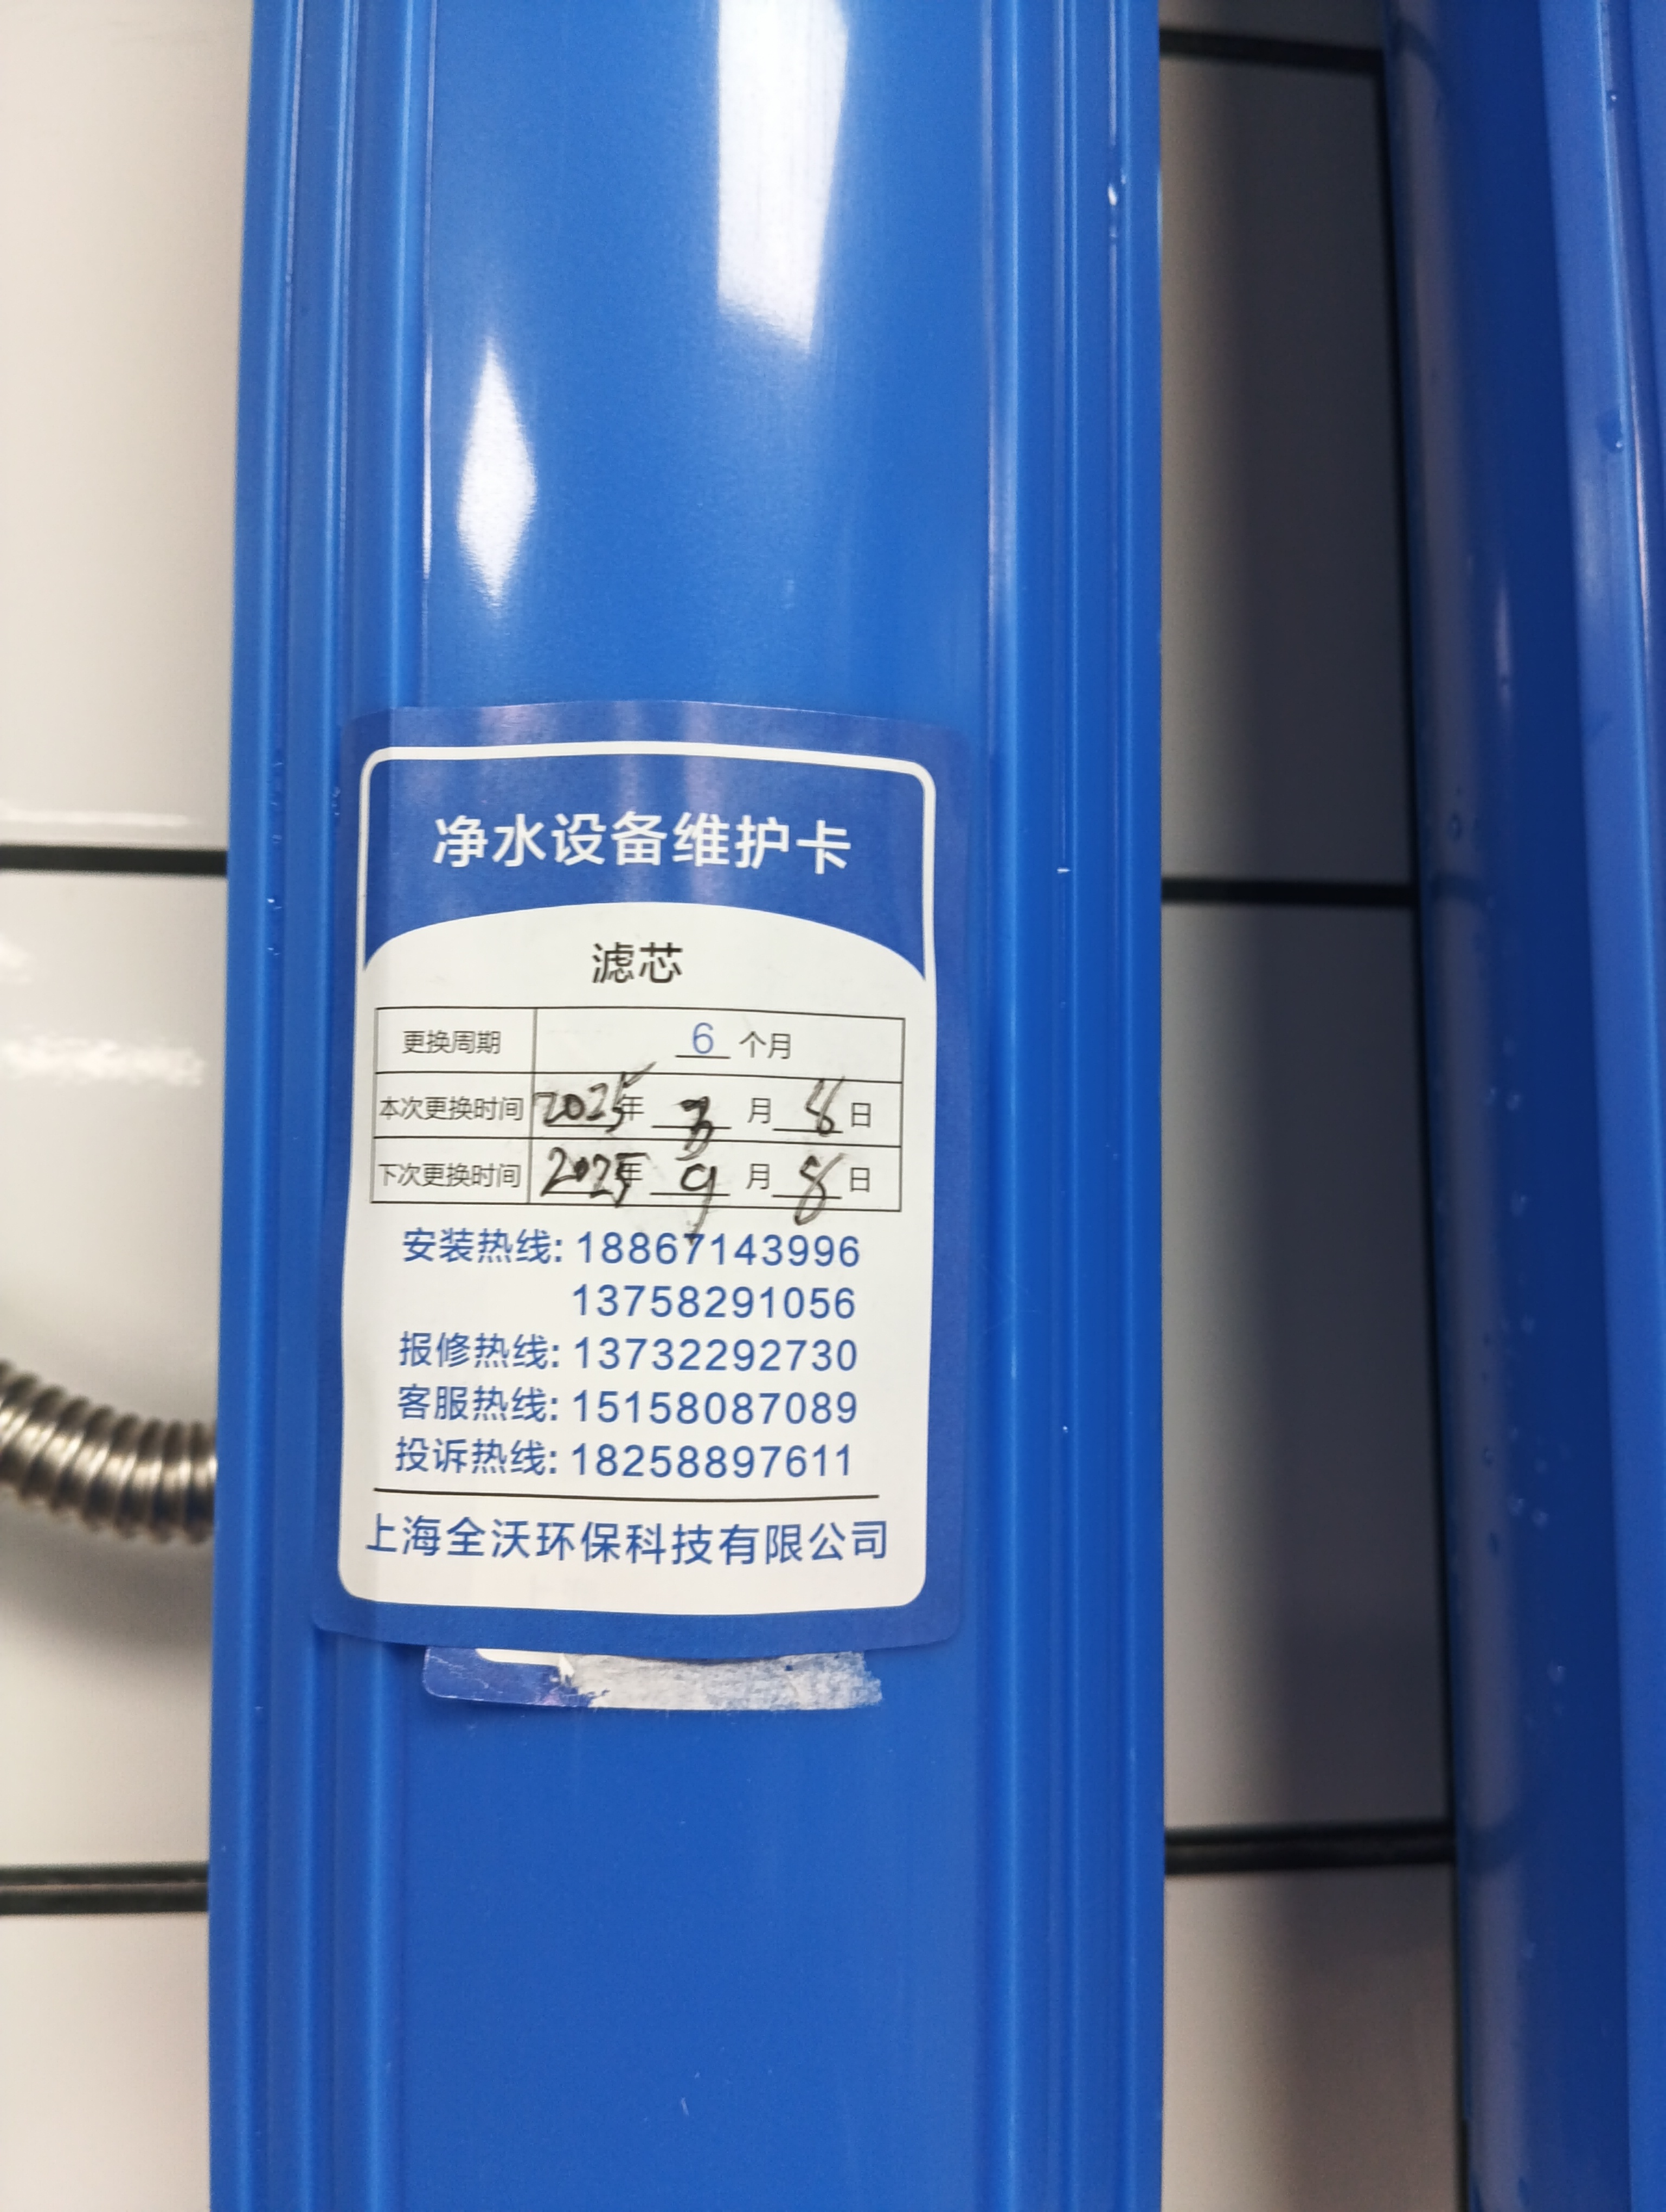 净水设备维护卡
滤芯
更换周期 6 个月
本次更换时间 2025年 3 月 8 日
下次更换时间 2025年 9 月 8 日
安装热线: 18867143996
13758291056
报修热线: 13732292730
客服热线: 15158087089
投诉热线: 18258897611
上海全沃环保科技有限公司